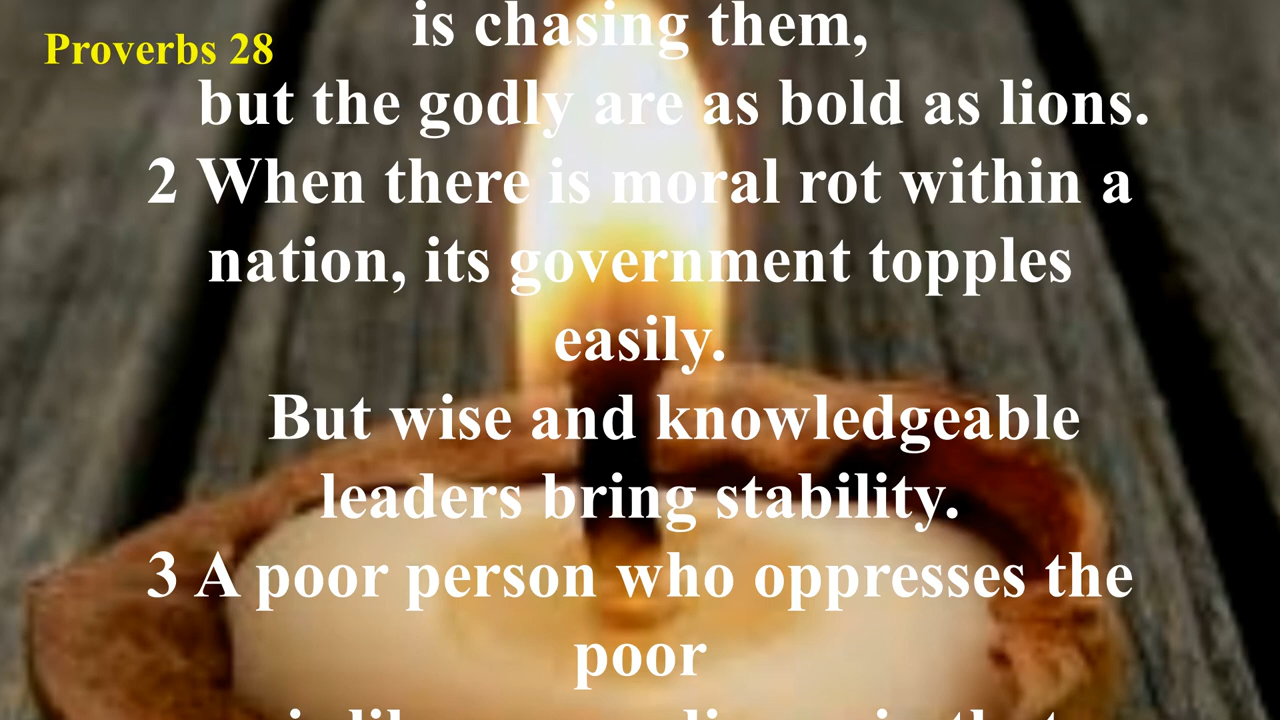 Proverbs 28
is chasing them,
but the godly are as bold as lions.
2 When there is moral rot within a
nation, its government topples
easily.
But wise and knowledgeable
leaders bring stability.
3 A poor person who oppresses the
poor